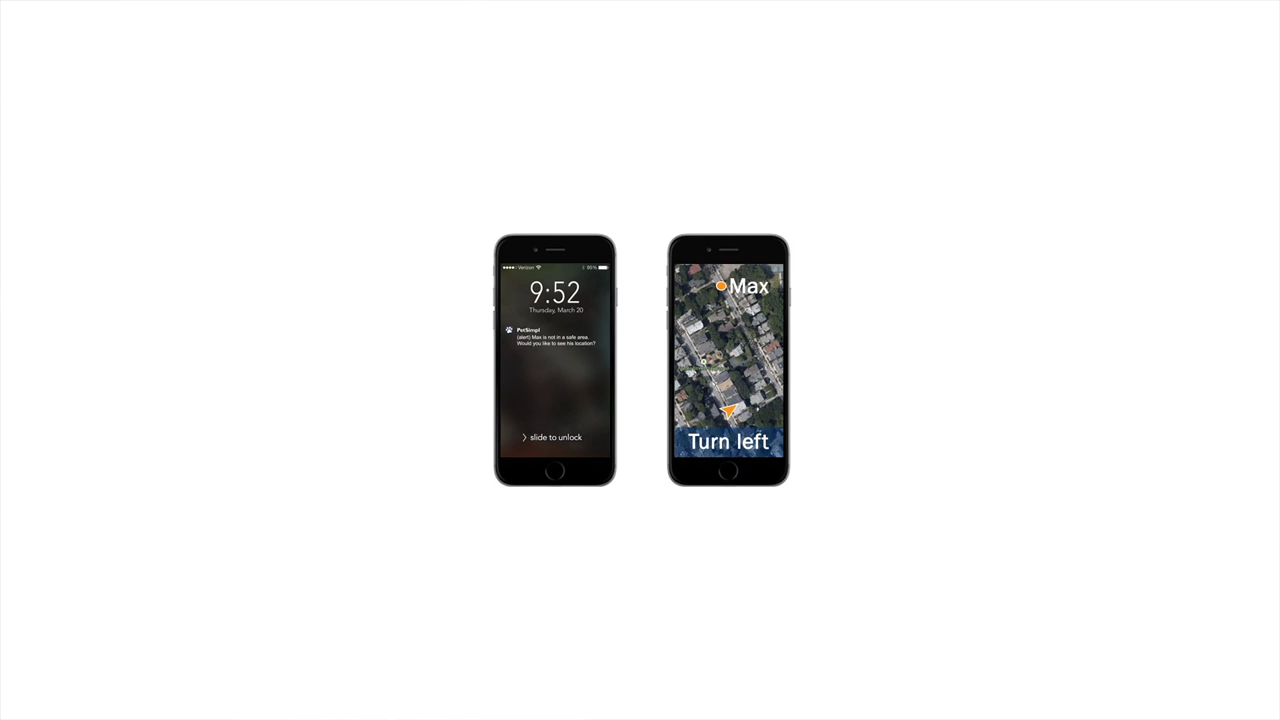 Verizon 80%
9:52
Thursday, March 20
PetSimpl
(alert) Max is not in a safe area.
Would you like to see his location?
slide to unlock
Max
Turn left